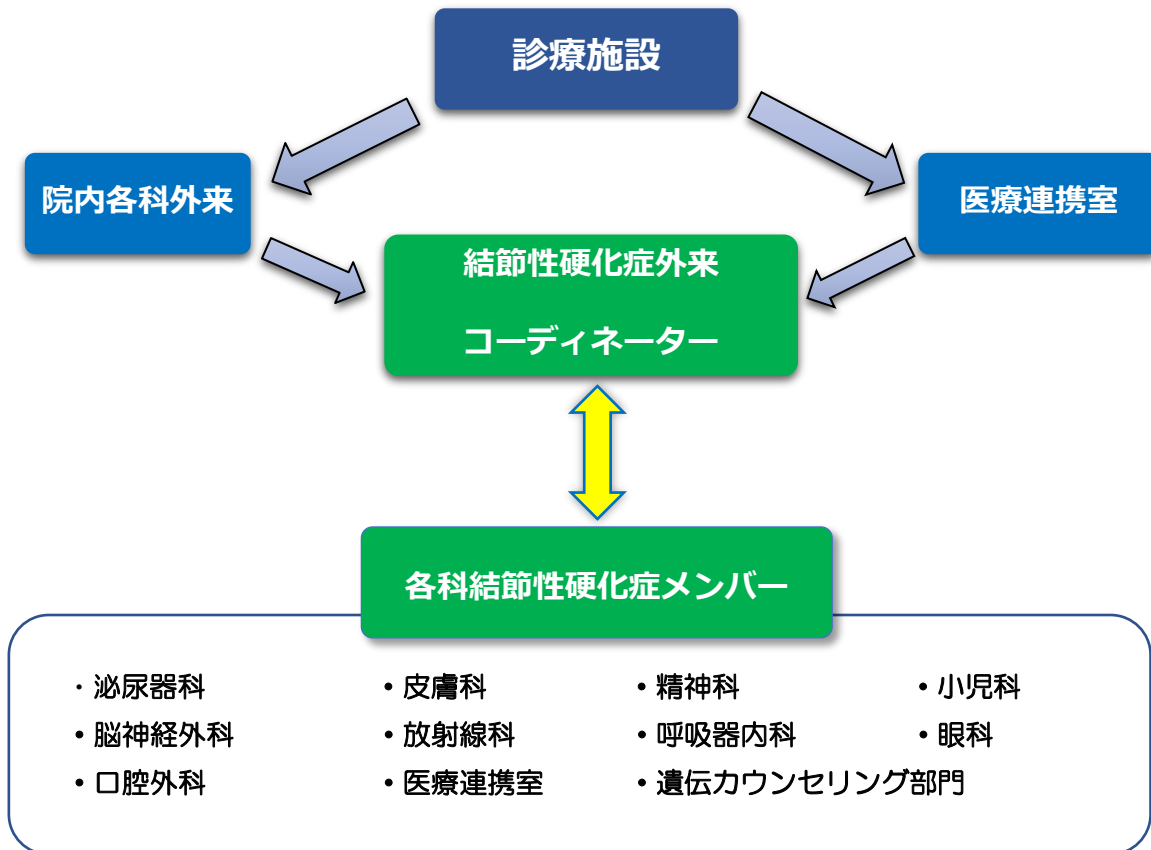 診療施設
院内各科外来
医療連携室
結節性硬化症外来
コーディネーター
各科結節性硬化症メンバー
・泌尿器科 • 皮膚科 • 精神科 • 小児科
• 脳神経外科 • 放射線科 • 呼吸器内科 • 眼科
• 口腔外科 • 医療連携室 • 遺伝カウンセリング部門